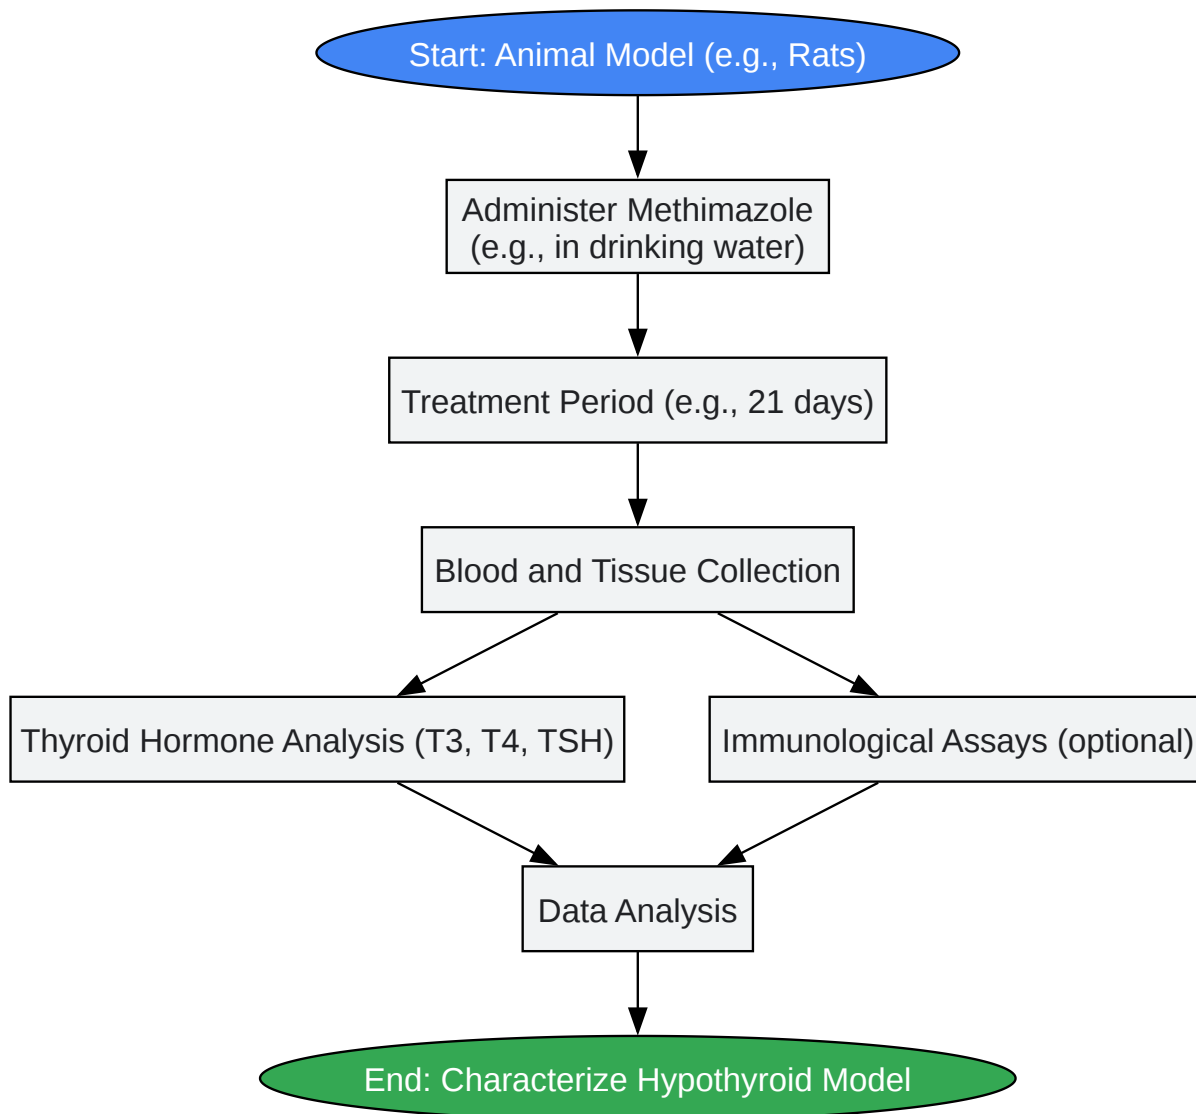 Start: Animal Model (e.g., Rats)
Administer Methimazole
(e.g., in drinking water)
Treatment Period (e.g., 21 days)
Blood and Tissue Collection
Thyroid Hormone Analysis (T3, T4, TSH)
Immunological Assays (optional)
Data Analysis
End: Characterize Hypothyroid Model